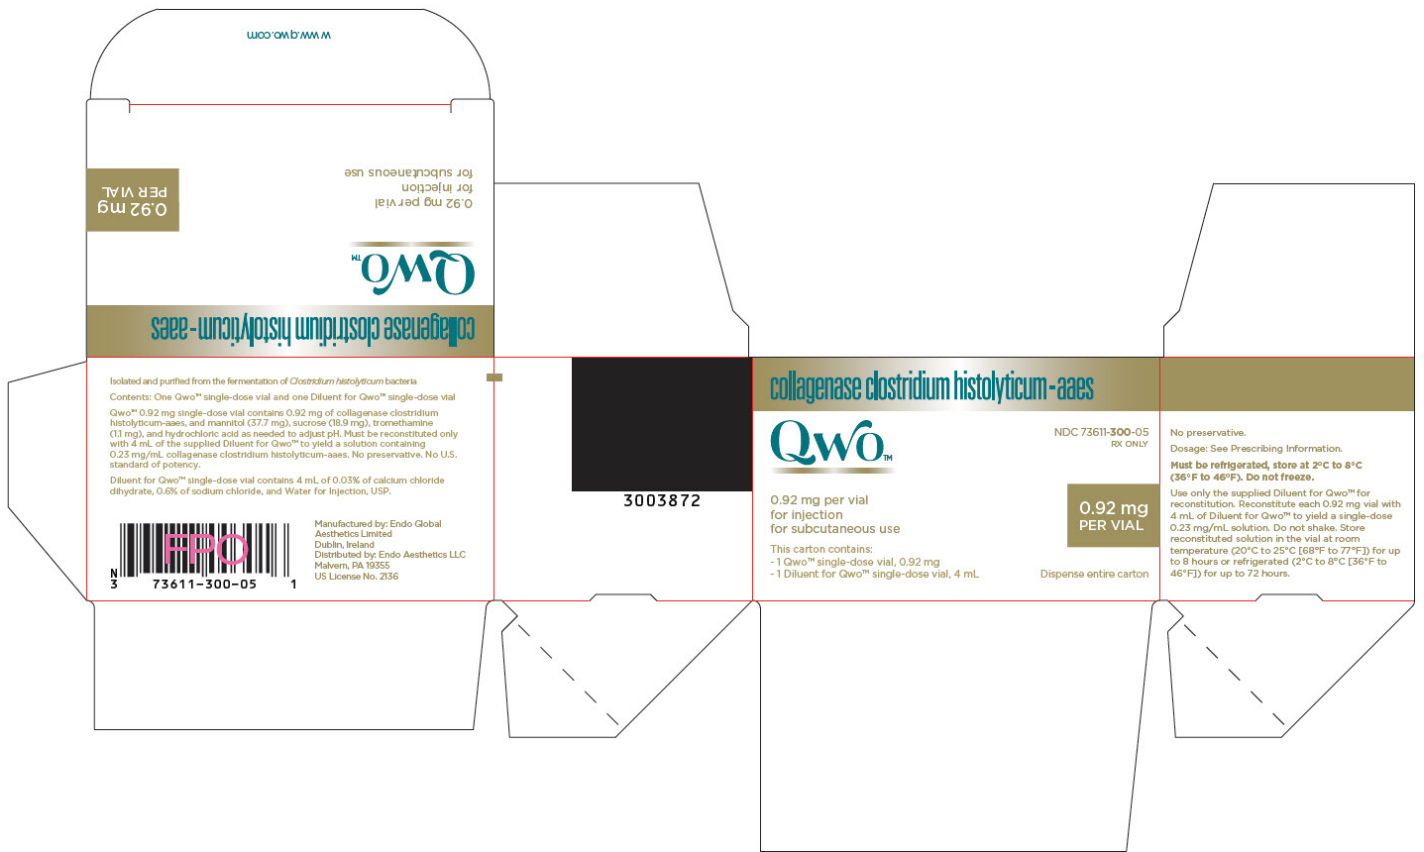 www.qwo.com
0.92 mg per vial
for injection
for subcutaneous use
0.92 mg
PER VIAL
Qwo™
collagenase clostridium histolyticum-aaes
Isolated and purified from the fermentation of Clostridium histolyticum bacteria
Contents: One Qwo™ single-dose vial and one Diluent for Qwo™ single-dose vial
Qwo™ 0.92 mg single-dose vial contains 0.92 mg of collagenase clostridium
histolyticum-aaes, and mannitol (37.7 mg), sucrose (18.9 mg), tromethamine
(1.1 mg), and hydrochloric acid as needed to adjust pH. Must be reconstituted only
with 4 mL of the supplied Diluent for Qwo™ to yield a solution containing
0.23 mg/mL collagenase clostridium histolyticum-aaes. No preservative. No U.S.
standard of potency.
Diluent for Qwo™ single-dose vial contains 4 mL of 0.03% of calcium chloride
dihydrate, 0.6% of sodium chloride, and Water for Injection, USP.
FPO
N
3 73611-300-05 1
Manufactured by: Endo Global
Aesthetics Limited
Dublin, Ireland
Distributed by: Endo Aesthetics LLC
Malvern, PA 19355
US License No. 2136
3003872
collagenase clostridium histolyticum-aaes
Qwo™
NDC 73611-300-05
RX ONLY
0.92 mg per vial
for injection
for subcutaneous use
0.92 mg
PER VIAL
This carton contains:
- 1 Qwo™ single-dose vial, 0.92 mg
- 1 Diluent for Qwo™ single-dose vial, 4 mL
Dispense entire carton
No preservative.
Dosage: See Prescribing Information.
Must be refrigerated, store at 2°C to 8°C
(36°F to 46°F). Do not freeze.
Use only the supplied Diluent for Qwo™ for
reconstitution. Reconstitute each 0.92 mg vial with
4 mL of Diluent for Qwo™ to yield a single-dose
0.23 mg/mL solution. Do not shake. Store
reconstituted solution in the vial at room
temperature (20°C to 25°C [68°F to 77°F]) for up
to 8 hours or refrigerated (2°C to 8°C [36°F to
46°F]) for up to 72 hours.